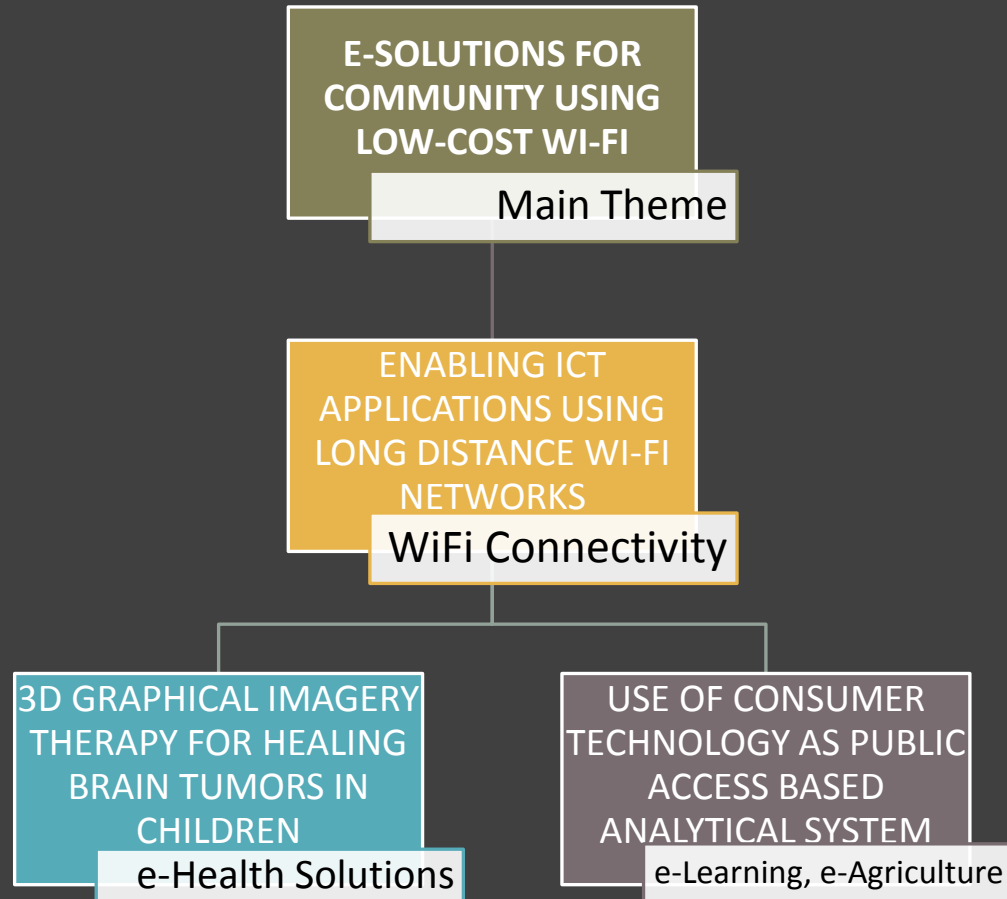 E-SOLUTIONS FOR
COMMUNITY USING
LOW-COST WI-FI
Main Theme
ENABLING ICT
APPLICATIONS USING
LONG DISTANCE WI-FI
NETWORKS
WiFi Connectivity
3D GRAPHICAL IMAGERY
THERAPY FOR HEALING
BRAIN TUMORS IN
CHILDREN
e-Health Solutions
USE OF CONSUMER
TECHNOLOGY AS PUBLIC
ACCESS BASED
ANALYTICAL SYSTEM
e-Learning, e-Agriculture